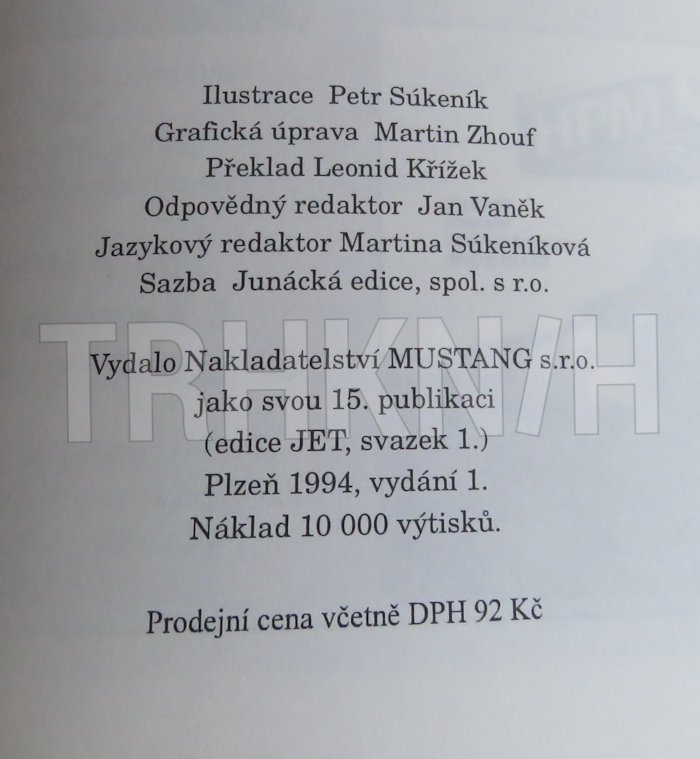 Ilustrace Petr Súkeník
Grafická úprava Martin Zhouf
Překlad Leonid Křížek
Odpovědný redaktor Jan Vaněk
Jazykový redaktor Martina Súkeníková
Sazba Junácká edice, spol. s r.o.
TRHKN/H
Vydalo Nakladatelství MUSTANG s.r.o.
jako svou 15. publikaci
(edice JET, svazek 1.)
Plzeň 1994, vydání 1.
Náklad 10 000 výtisků.
Prodejní cena včetně DPH 92 Kč